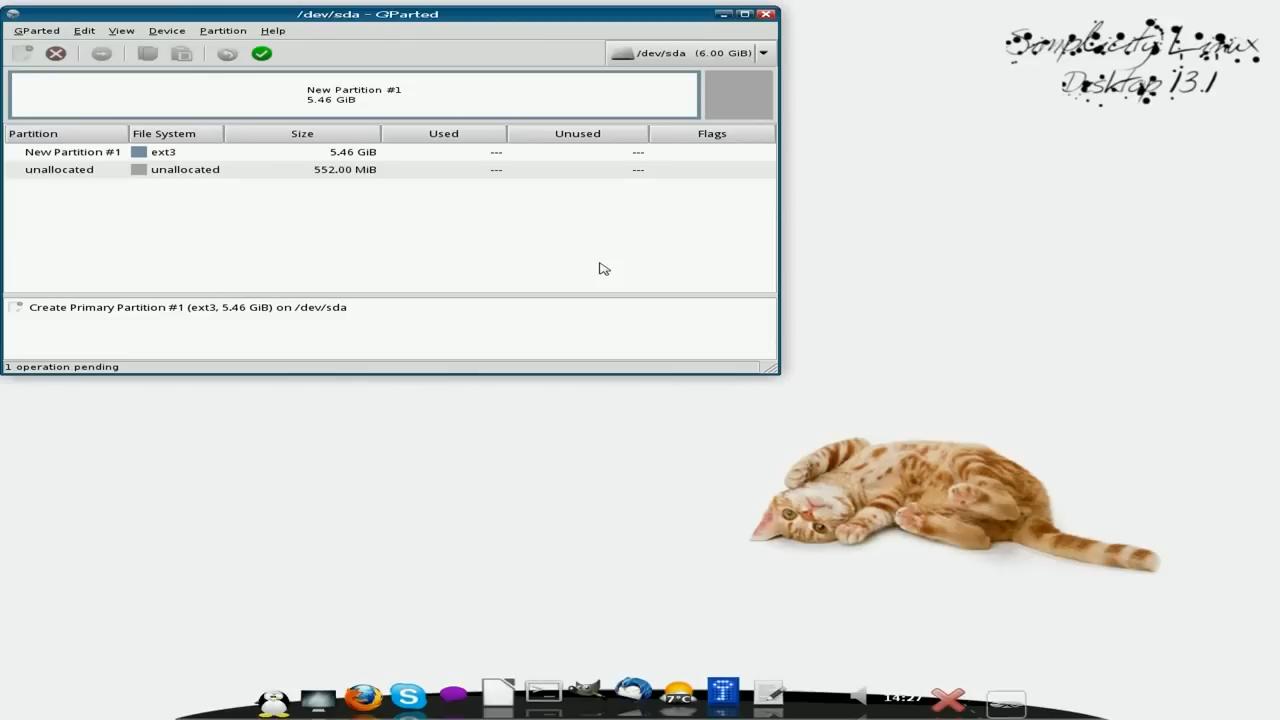 /dev/sda - GParted
GParted Edit View Device Partition Help
/dev/sda (6.00 GiB)
New Partition #1
5.46 GiB
Partition File System Size Used Unused Flags
New Partition #1 ext3 5.46 GiB --- ---
unallocated unallocated 552.00 MiB --- ---
Create Primary Partition #1 (ext3, 5.46 GiB) on /dev/sda
1 operation pending
Simplicity Linux
Desktop 13.1
7°C
14:27